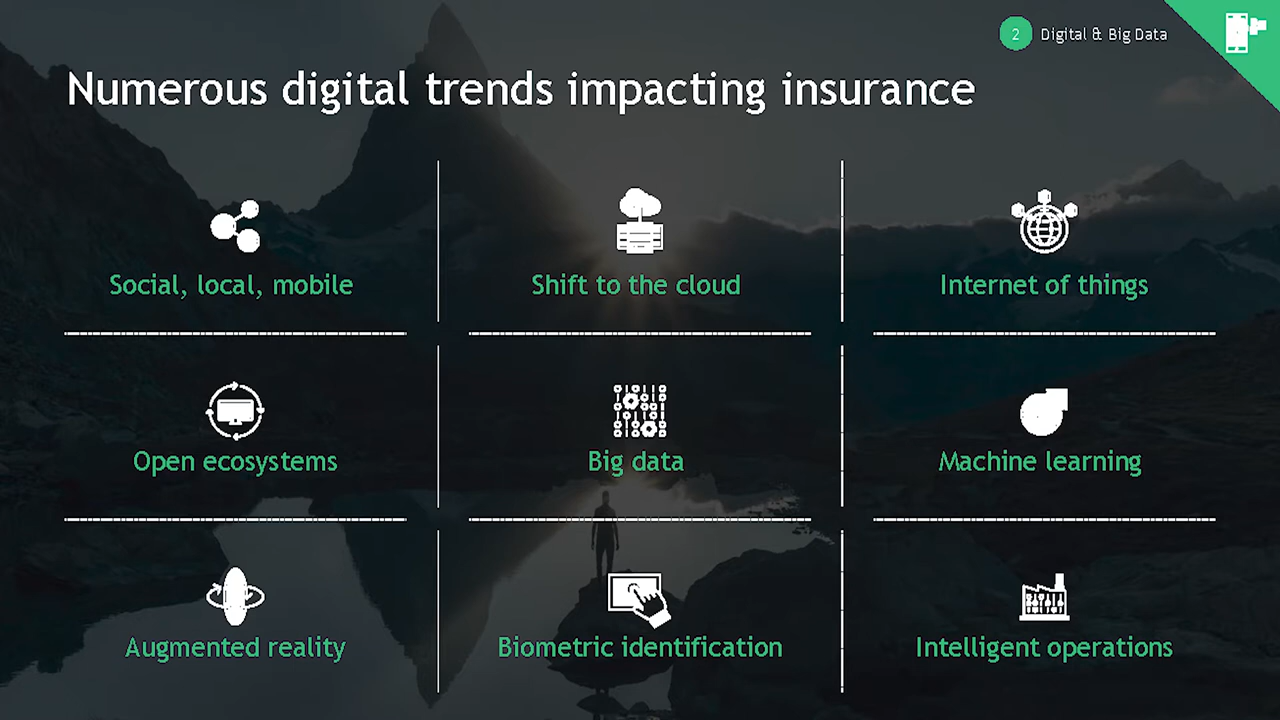 2 Digital & Big Data
Numerous digital trends impacting insurance
Social, local, mobile
Shift to the cloud
Internet of things
Open ecosystems
Big data
Machine learning
Augmented reality
Biometric identification
Intelligent operations